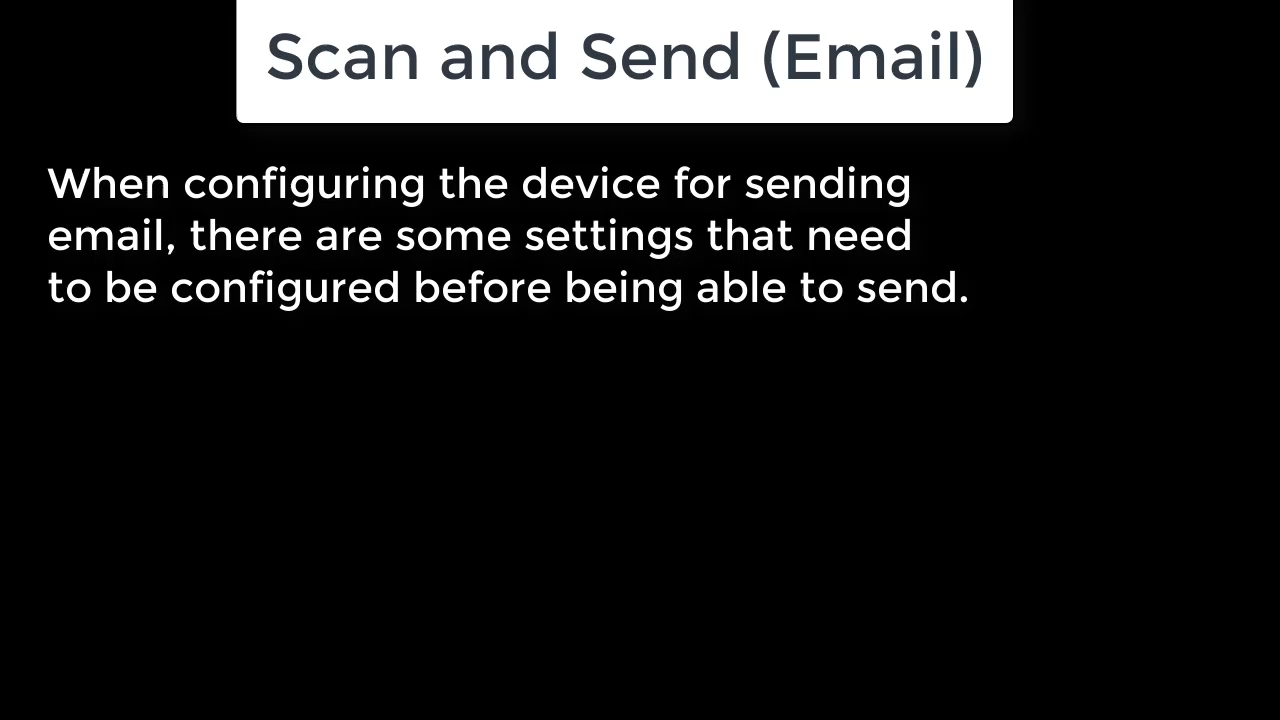 Scan and Send (Email)
When configuring the device for sending
email, there are some settings that need
to be configured before being able to send.